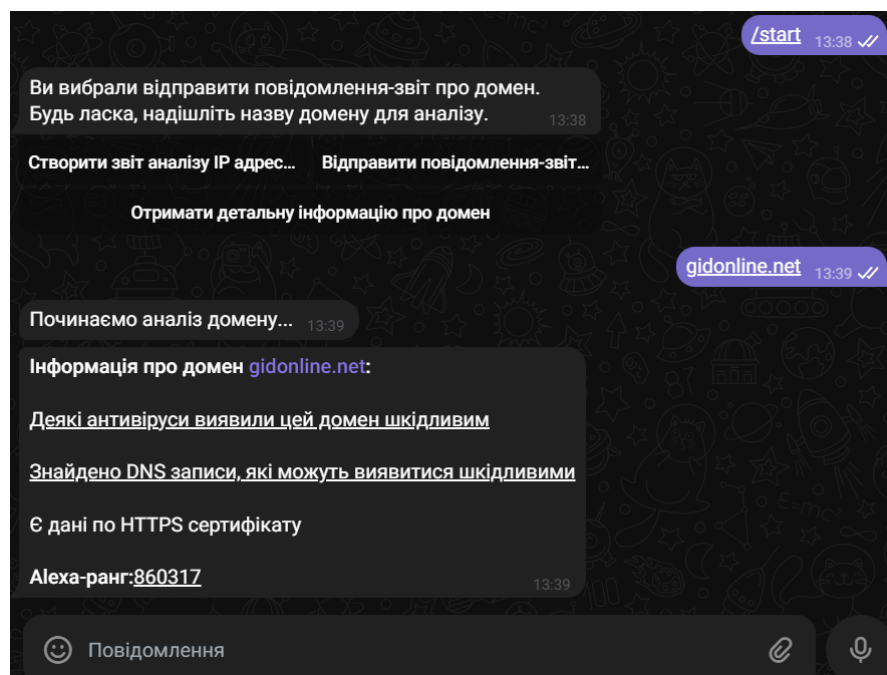 /start 13:38
Ви вибрали відправити повідомлення-звіт про домен.
Будь ласка, надішліть назву домену для аналізу. 13:38
Створити звіт аналізу IP адрес... Відправити повідомлення-звіт...
Отримати детальну інформацію про домен
gidonline.net 13:39
Починаємо аналіз домену... 13:39
Інформація про домен gidonline.net:
Деякі антивіруси виявили цей домен шкідливим
Знайдено DNS записи, які можуть виявитися шкідливими
Є дані по HTTPS сертифікату
Alexa-ранг:860317 13:39
Повідомлення